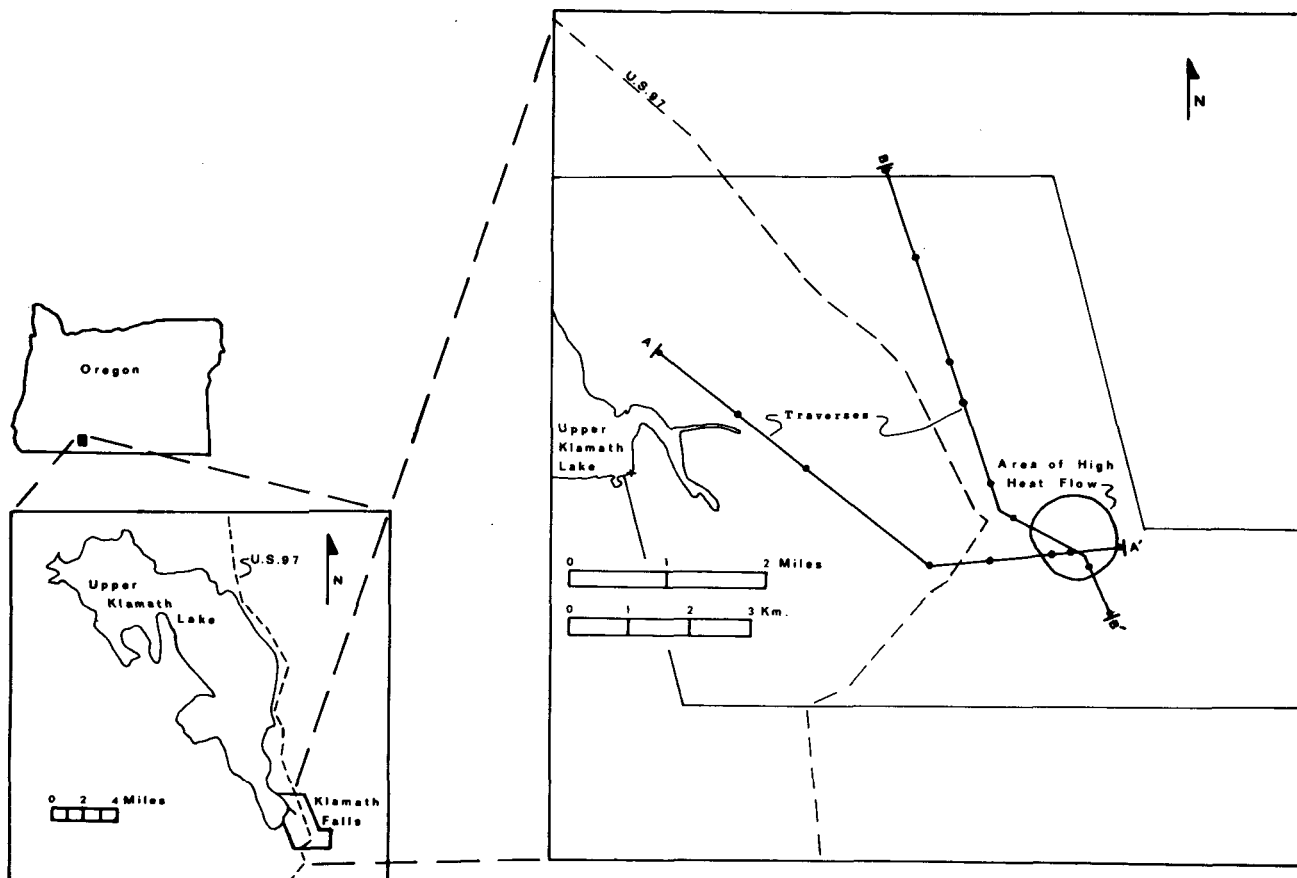 Oregon
U.S.97
N
Upper
Klamath
Lake
0 2 4 Miles
Klamath
Falls
U.S.97
N
B
A
Traverses
Upper
Klamath
Lake
Area of High
Heat Flow
A'
B'
0 1 2 Miles
0 1 2 3 Km.